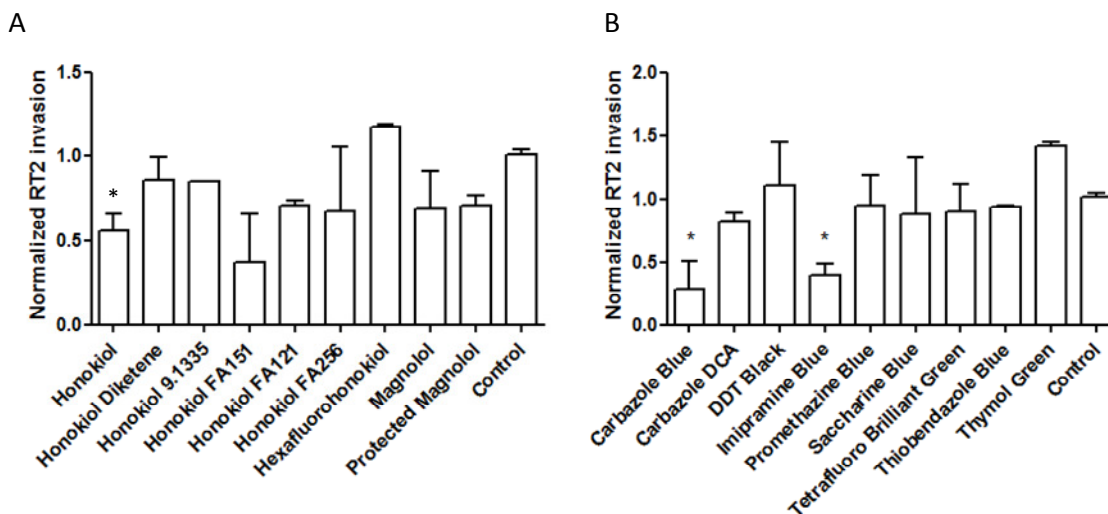 A
Normalized RT2 invasion
1.5
1.0
0.5
0.0
*
Honokiol
Honokiol Diketene
Honokiol 9.1335
Honokiol FA151
Honokiol FA121
Honokiol FA256
Hexafluorohonokiol
Magnolol
Protected Magnolol
Control
B
Normalized RT2 invasion
2.0
1.5
1.0
0.5
0.0
*
*
Carbazole Blue
Carbazole DCA
DDT Black
Imipramine Blue
Promethazine Blue
Saccharine Blue
Tetrafluoro Brilliant Green
Thiobendazole Blue
Thymol Green
Control